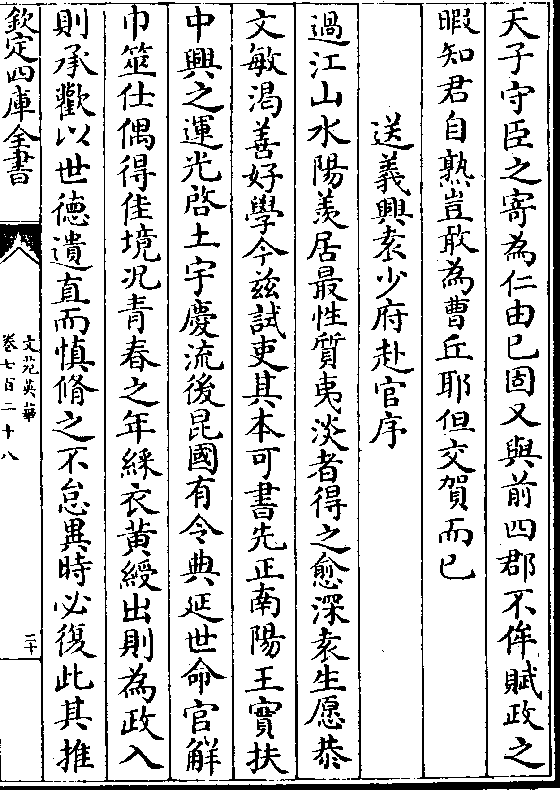 天子守臣之寄為仁由已固又與前四郡不侔賦政之
暇知君自熟豈敢為曹丘耶但交賀而已
送義興袁少府赴官序
過江山水陽羨居最性質夷淡者得之愈深袁生愿恭
文敏渴善好學今兹試吏其本可書先正南陽王寔扶
中興之運光啓土宇慶流後昆國有令典延世命官觧
巾筮仕偶得佳境况青春之年綵衣黄綬出則為政入
則承歡以世德遺直而慎脩之不怠異時必復此其推
欽定四庫全書
文苑英華
卷七百二十八
二十